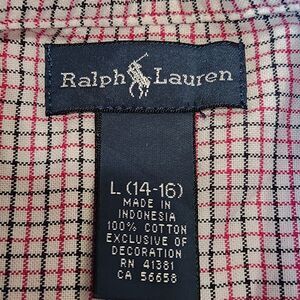 Ralph Lauren
L (14-16)
MADE IN
INDONESIA
100% COTTON
EXCLUSIVE OF
DECORATION
RN 41381
CA 56658